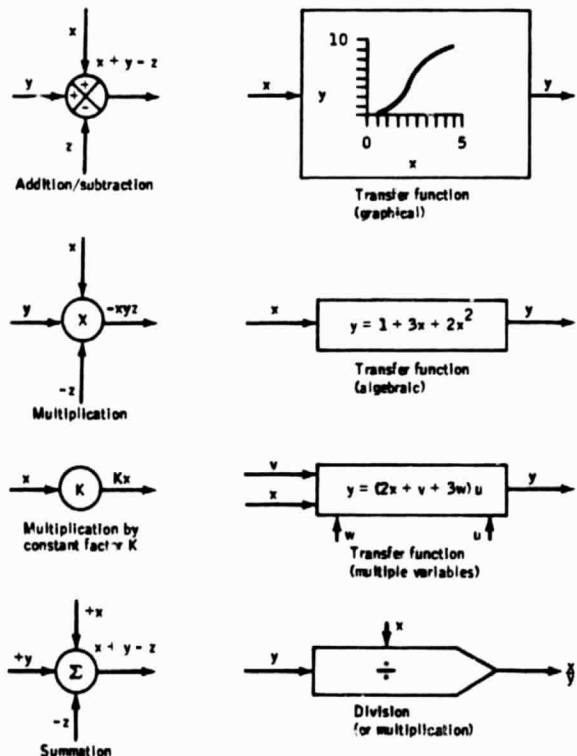 x
x + y - z
y
+
+
-
z
Addition/subtraction
10
x
y
y
0
5
x
Transfer function
(graphical)
x
y
X
-xyz
-z
Multiplication
x
y = 1 + 3x + 2x²
y
Transfer function
(algebraic)
x
K
Kx
Multiplication by
constant factor K
v
x
y = (2x + v + 3w) u
y
w
u
Transfer function
(multiple variables)
+x
+y
Σ
x + y - z
-z
Summation
x
y
÷
x/y
Division
(or multiplication)